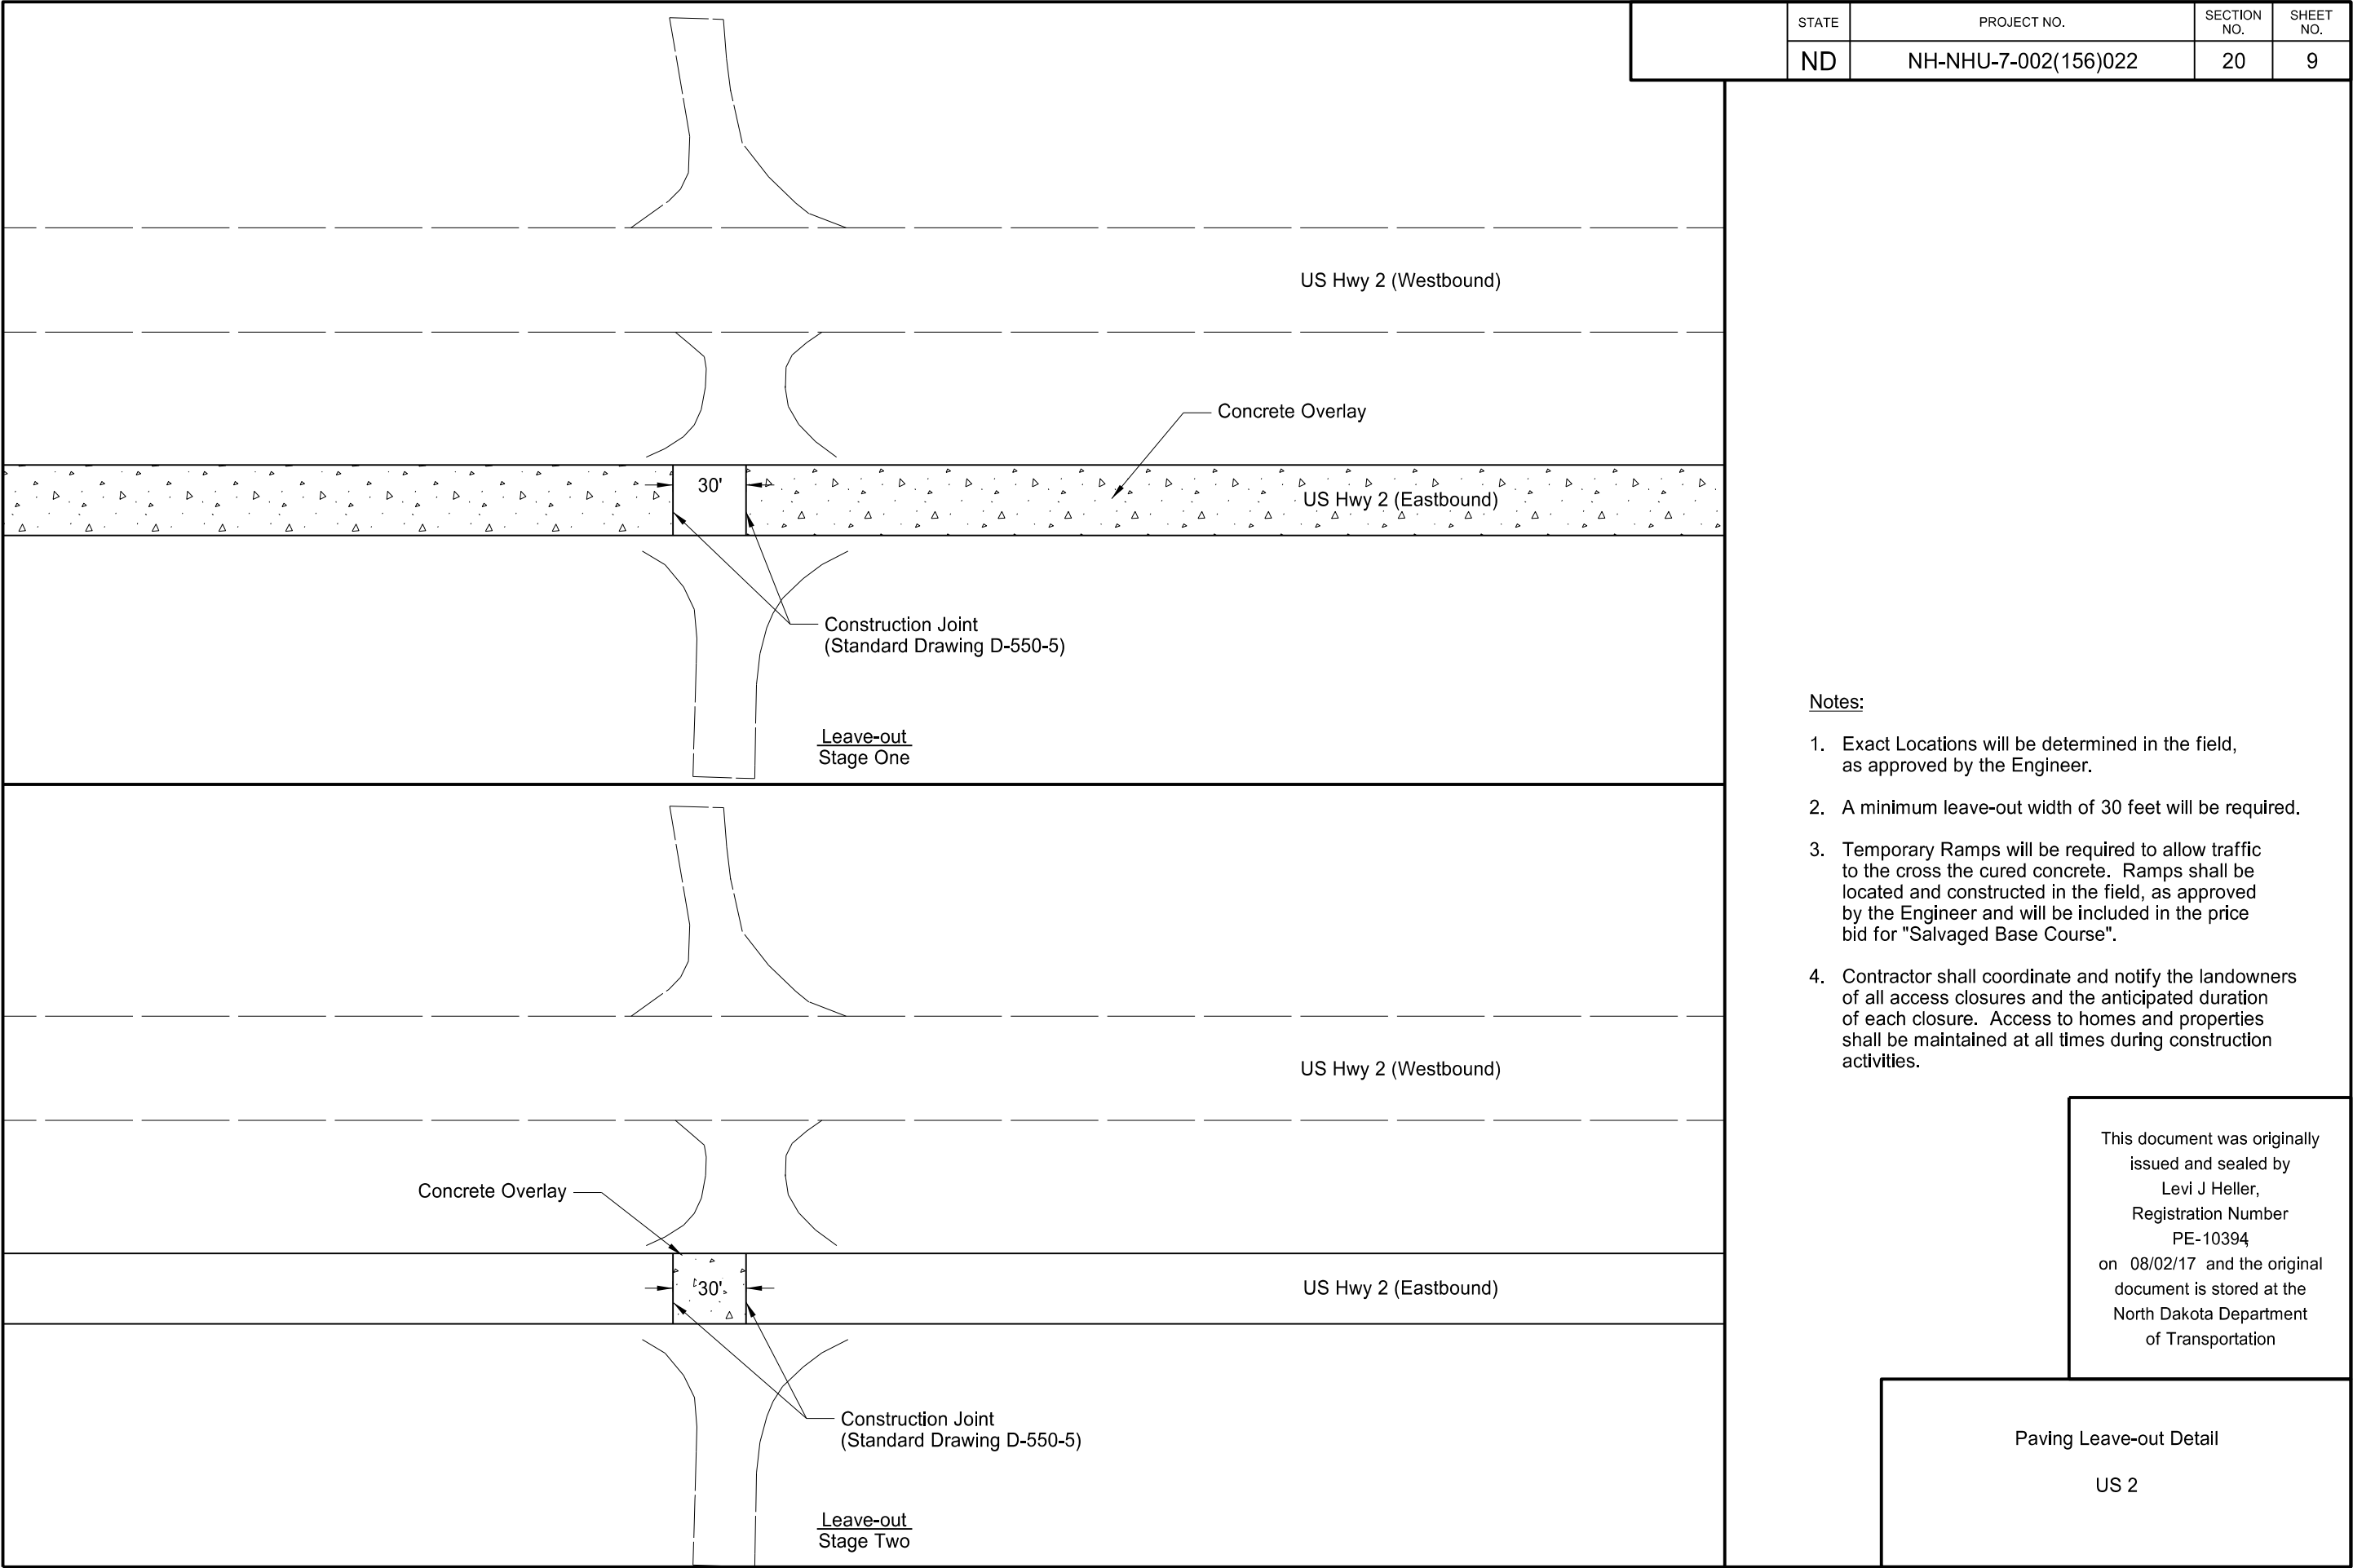 STATE
PROJECT NO.
SECTION
NO.
SHEET
NO.
ND
NH-NHU-7-002(156)022
20
9
US Hwy 2 (Westbound)
Concrete Overlay
30'
US Hwy 2 (Eastbound)
Construction Joint
(Standard Drawing D-550-5)
Leave-out
Stage One
US Hwy 2 (Westbound)
Concrete Overlay
30'
US Hwy 2 (Eastbound)
Construction Joint
(Standard Drawing D-550-5)
Leave-out
Stage Two
Notes:
1. Exact Locations will be determined in the field,
as approved by the Engineer.
2. A minimum leave-out width of 30 feet will be required.
3. Temporary Ramps will be required to allow traffic
to the cross the cured concrete. Ramps shall be
located and constructed in the field, as approved
by the Engineer and will be included in the price
bid for "Salvaged Base Course".
4. Contractor shall coordinate and notify the landowners
of all access closures and the anticipated duration
of each closure. Access to homes and properties
shall be maintained at all times during construction
activities.
This document was originally
issued and sealed by
Levi J Heller,
Registration Number
PE-10394,
on 08/02/17 and the original
document is stored at the
North Dakota Department
of Transportation
Paving Leave-out Detail
US 2